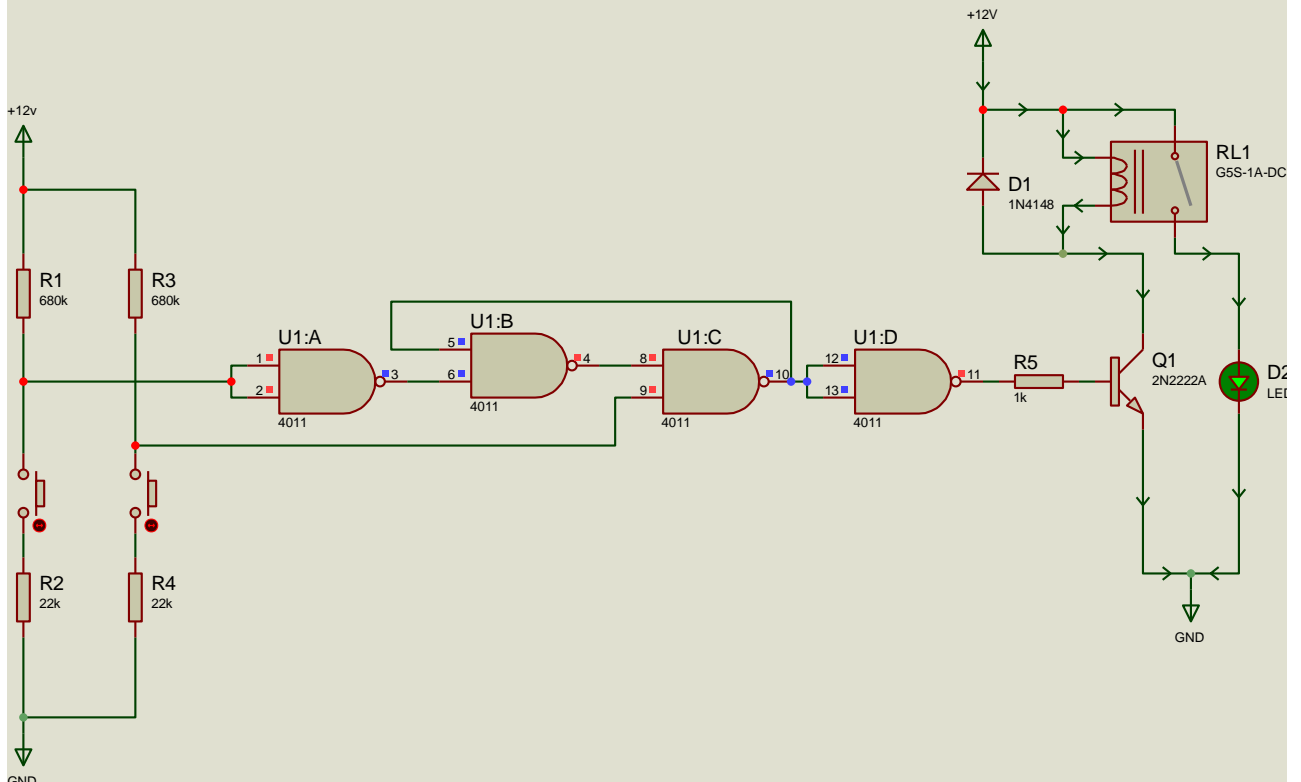 +12V
+12v
RL1
G5S-1A-DC
D1
1N4148
R1
680k
R3
680k
U1:A
1
2
3
4011
U1:B
5
6
4
4011
U1:C
8
9
10
4011
U1:D
12
13
11
4011
R5
1k
Q1
2N2222A
D2
LED
R2
22k
R4
22k
GND
GND